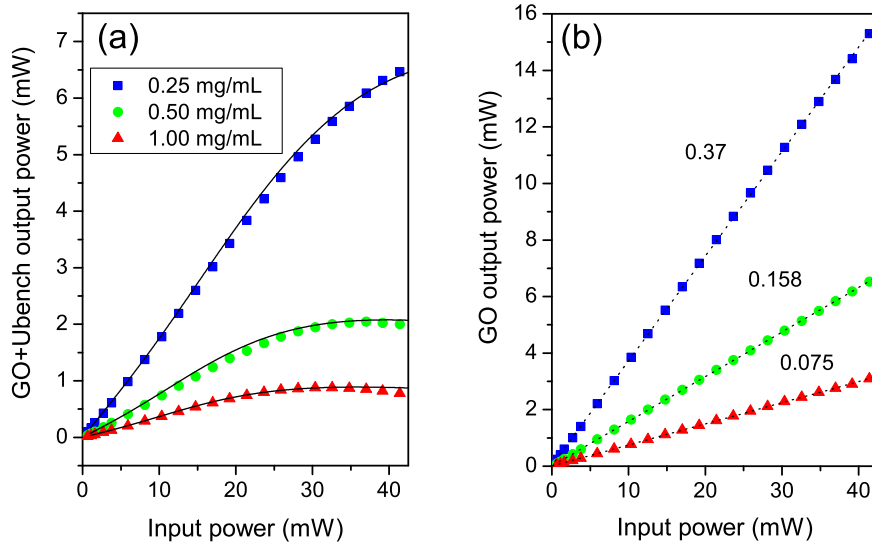 (a)
7
6
5
4
3
2
1
0
GO+Ubench output power (mW)
0.25 mg/mL
0.50 mg/mL
1.00 mg/mL
0 10 20 30 40
Input power (mW)
(b)
16
14
12
10
8
6
4
2
0
GO output power (mW)
0.37
0.158
0.075
0 10 20 30 40
Input power (mW)